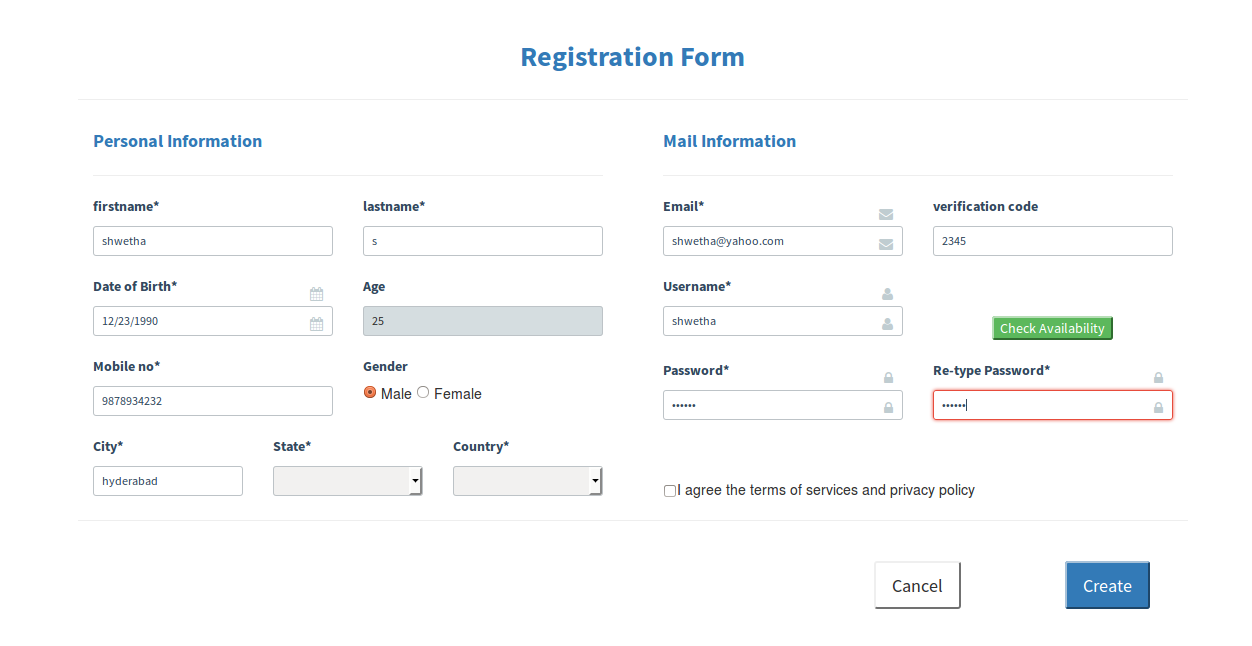 Registration Form
Personal Information
firstname* lastname*
shwetha s
Date of Birth* Age
12/23/1990 25
Mobile no* Gender
9878934232 Male Female
City* State* Country*
hyderabad
Mail Information
Email* verification code
shwetha@yahoo.com 2345
Username*
shwetha Check Availability
Password* Re-type Password*
•••••• ••••••
I agree the terms of services and privacy policy
Cancel Create